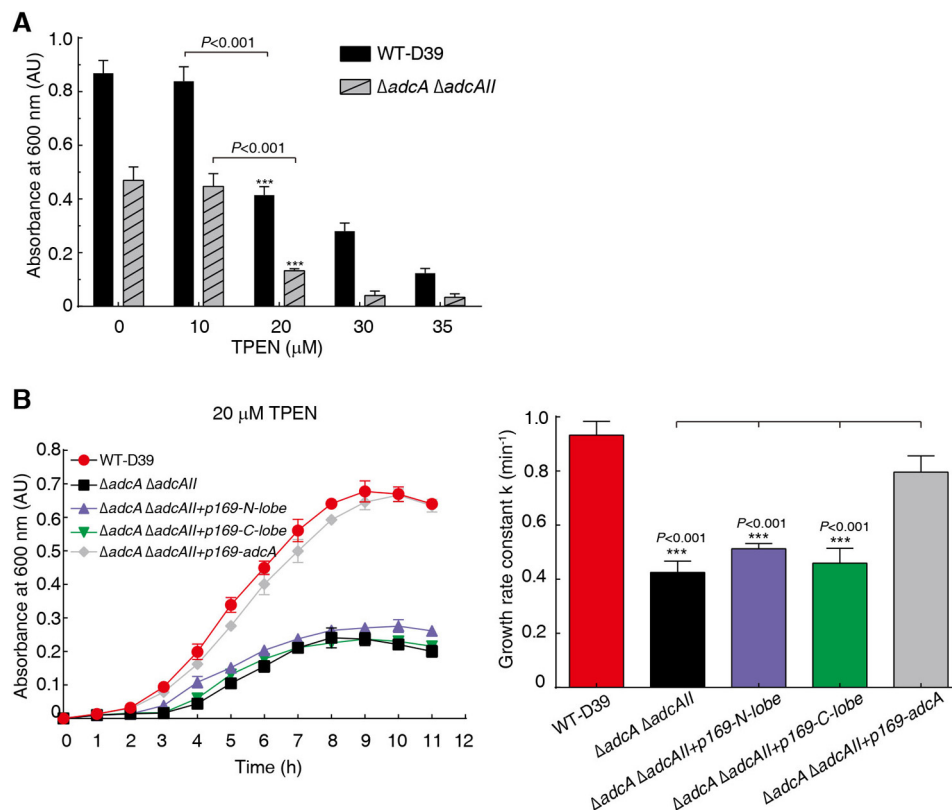 A
Absorbance at 600 nm (AU)
1.0
0.8
0.6
0.4
0.2
0
P<0.001
P<0.001
***
***
WT-D39
ΔadcA ΔadcAII
0 10 20 30 35
TPEN (μM)
B
20 μM TPEN
Absorbance at 600 nm (AU)
0.8
0.7
0.6
0.5
0.4
0.3
0.2
0.1
0
WT-D39
ΔadcA ΔadcAII
ΔadcA ΔadcAII+p169-N-lobe
ΔadcA ΔadcAII+p169-C-lobe
ΔadcA ΔadcAII+p169-adcA
0 1 2 3 4 5 6 7 8 9 10 11 12
Time (h)
Growth rate constant k (min⁻¹)
1.0
0.8
0.6
0.4
0.2
0
P<0.001
***
P<0.001
***
P<0.001
***
WT-D39
ΔadcA ΔadcAII
ΔadcA ΔadcAII+p169-N-lobe
ΔadcA ΔadcAII+p169-C-lobe
ΔadcA ΔadcAII+p169-adcA